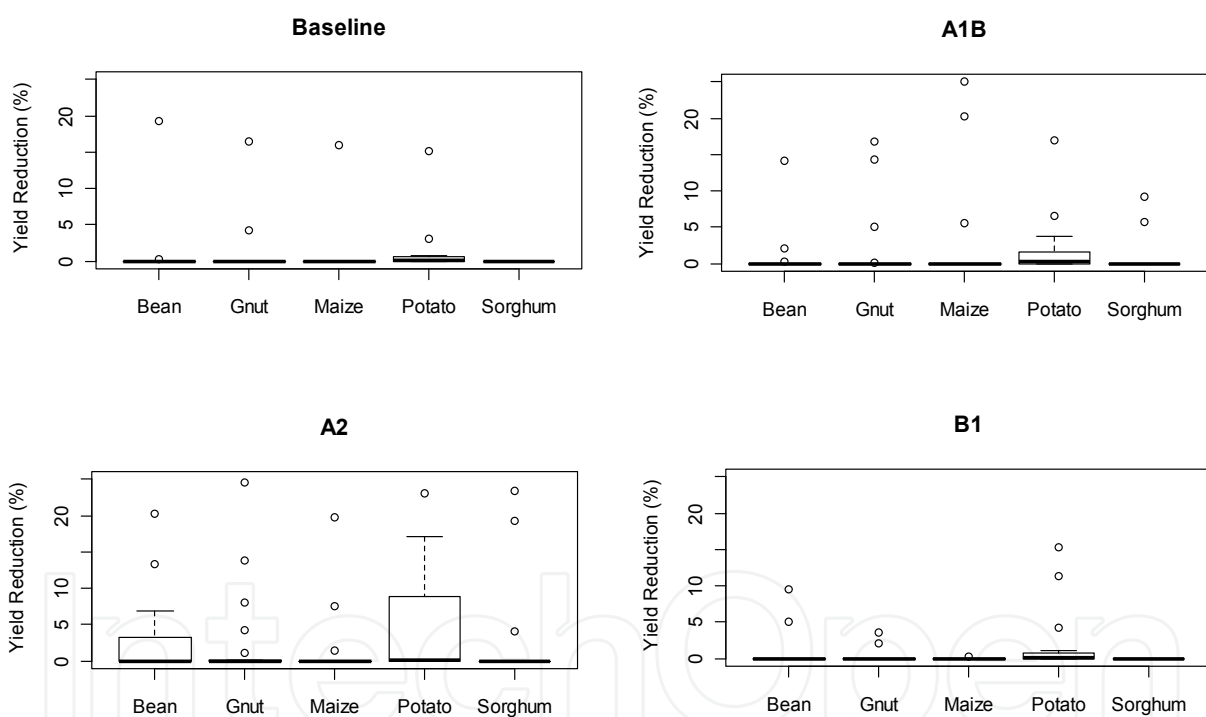 Baseline
Yield Reduction (%)
20
10
5
0
Bean Gnut Maize Potato Sorghum
A1B
Yield Reduction (%)
20
10
5
0
Bean Gnut Maize Potato Sorghum
A2
Yield Reduction (%)
20
10
5
0
Bean Gnut Maize Potato Sorghum
B1
Yield Reduction (%)
20
10
5
0
Bean Gnut Maize Potato Sorghum
IntechOpen